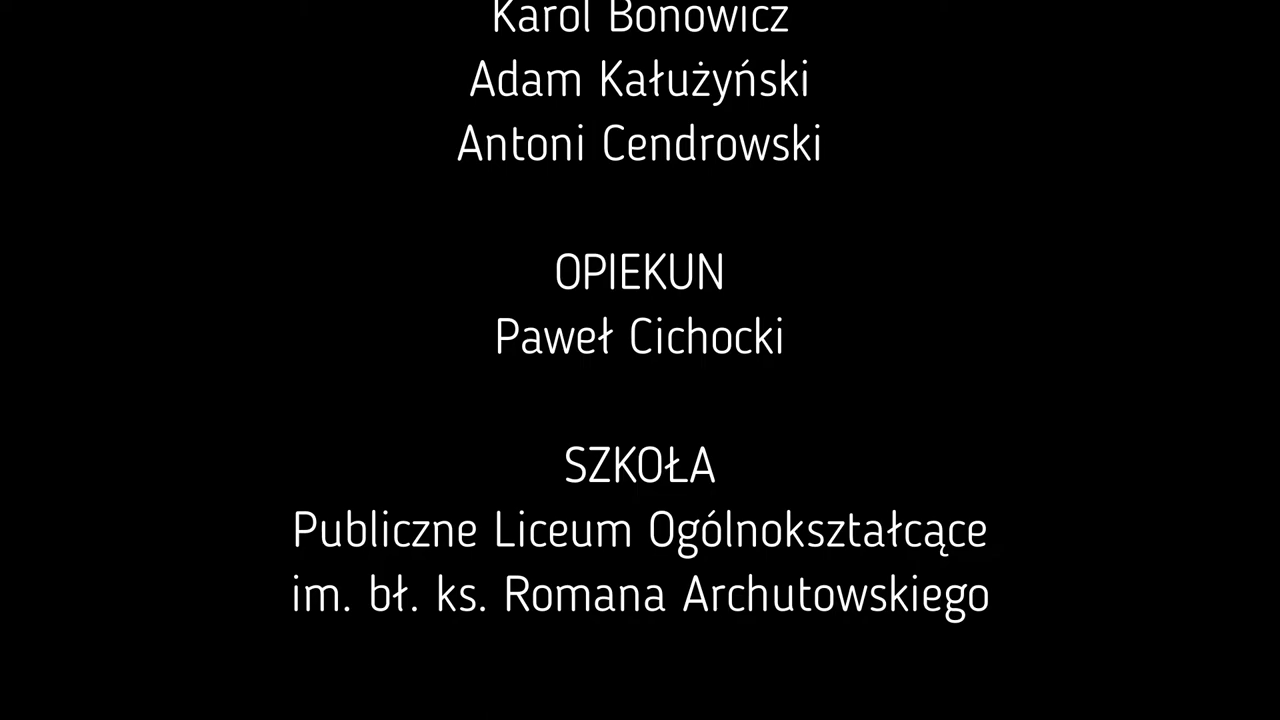 Karol Bonowicz
Adam Kałużyński
Antoni Cendrowski
OPIEKUN
Paweł Cichocki
SZKOŁA
Publiczne Liceum Ogólnokształcące
im. bł. ks. Romana Archutowskiego